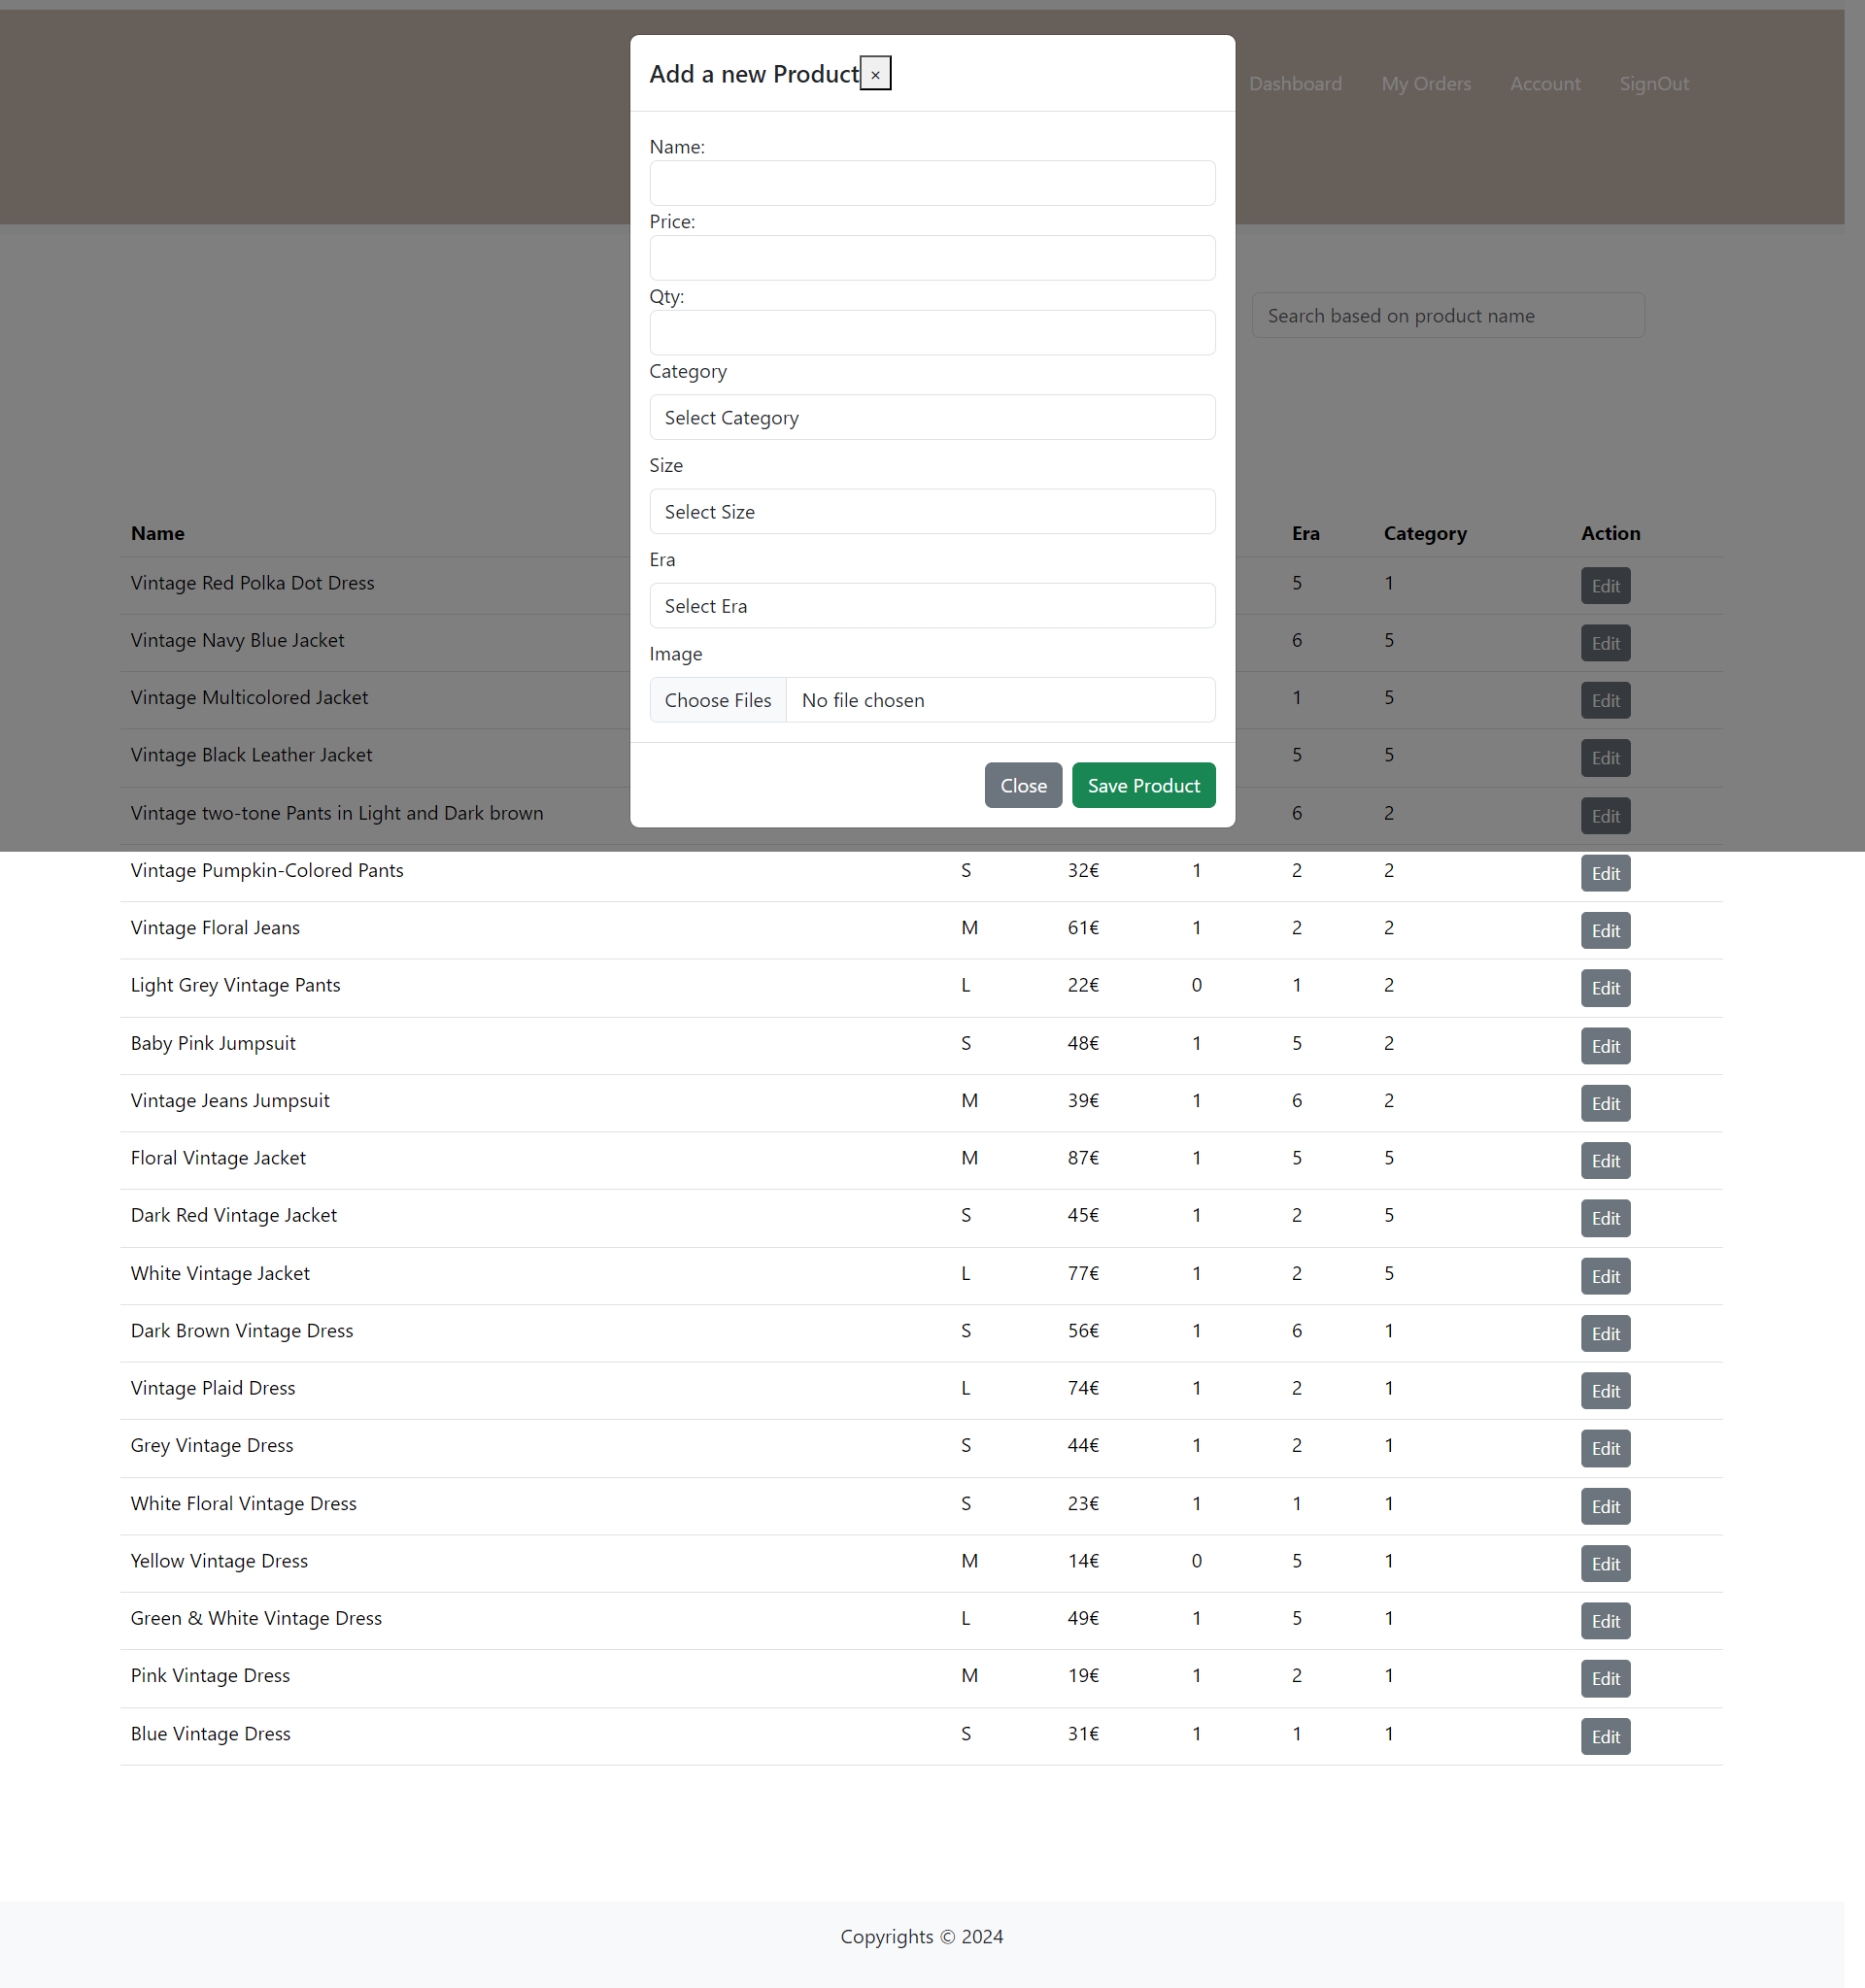 Add a new Product ×
Dashboard My Orders Account SignOut
Name:
Price:
Qty:
Search based on product name
Category
Select Category
Size
Select Size
Era
Select Era
Image
Choose Files No file chosen
Close Save Product
Name Era Category Action
Vintage Red Polka Dot Dress 5 1 Edit
Vintage Navy Blue Jacket 6 5 Edit
Vintage Multicolored Jacket 1 5 Edit
Vintage Black Leather Jacket 5 5 Edit
Vintage two-tone Pants in Light and Dark brown 6 2 Edit
Vintage Pumpkin-Colored Pants S 32€ 1 2 2 Edit
Vintage Floral Jeans M 61€ 1 2 2 Edit
Light Grey Vintage Pants L 22€ 0 1 2 Edit
Baby Pink Jumpsuit S 48€ 1 5 2 Edit
Vintage Jeans Jumpsuit M 39€ 1 6 2 Edit
Floral Vintage Jacket M 87€ 1 5 5 Edit
Dark Red Vintage Jacket S 45€ 1 2 5 Edit
White Vintage Jacket L 77€ 1 2 5 Edit
Dark Brown Vintage Dress S 56€ 1 6 1 Edit
Vintage Plaid Dress L 74€ 1 2 1 Edit
Grey Vintage Dress S 44€ 1 2 1 Edit
White Floral Vintage Dress S 23€ 1 1 1 Edit
Yellow Vintage Dress M 14€ 0 5 1 Edit
Green & White Vintage Dress L 49€ 1 5 1 Edit
Pink Vintage Dress M 19€ 1 2 1 Edit
Blue Vintage Dress S 31€ 1 1 1 Edit
Copyrights © 2024